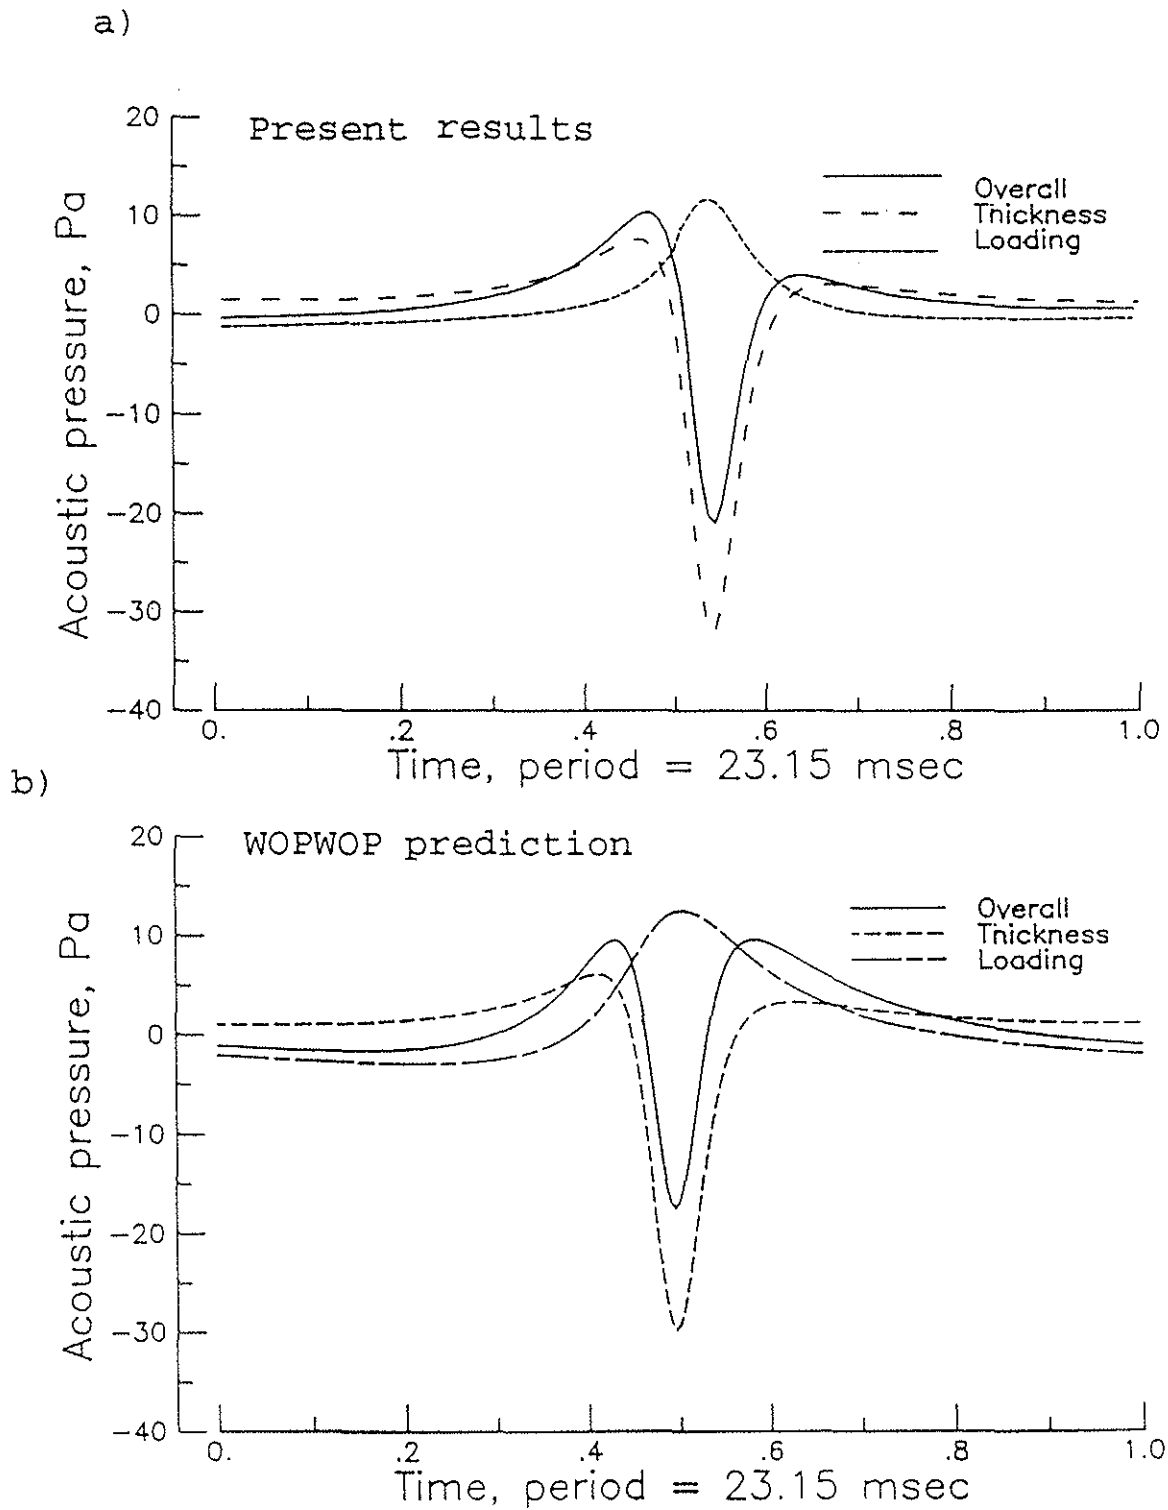 a)
Present results
20
10
0
-10
-20
-30
-40
Acoustic pressure, Pa
Overall
Thickness
Loading
0.
.2
.4
.6
.8
1.0
Time, period = 23.15 msec
b)
WOPWOP prediction
20
10
0
-10
-20
-30
-40
Acoustic pressure, Pa
Overall
Thickness
Loading
0.
.2
.4
.6
.8
1.0
Time, period = 23.15 msec